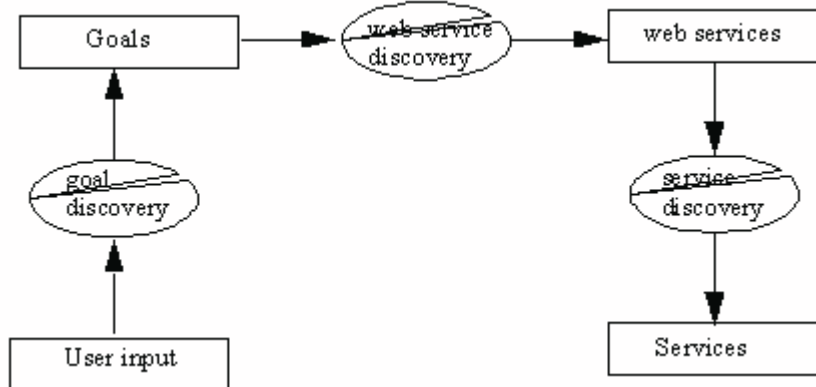 Goals
web service
discovery
web services
goal
discovery
service
discovery
User input
Services